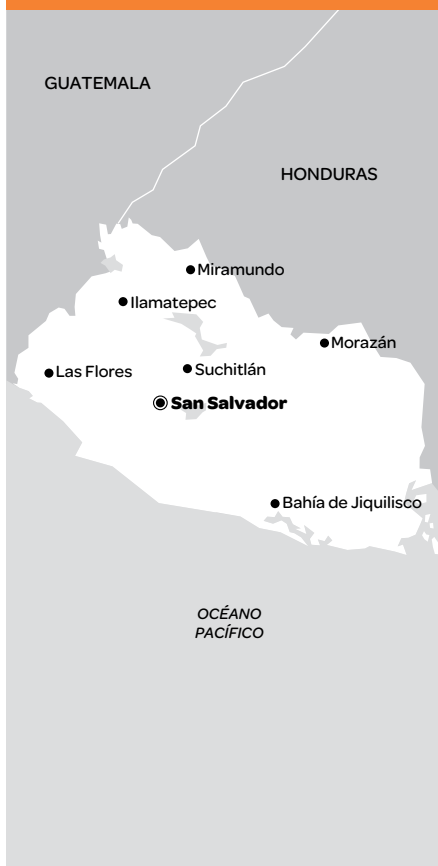 GUATEMALA
HONDURAS
Miramundo
Ilamatepec
Morazán
Las Flores
Suchitlán
San Salvador
Bahía de Jiquilisco
OCÉANO
PACÍFICO